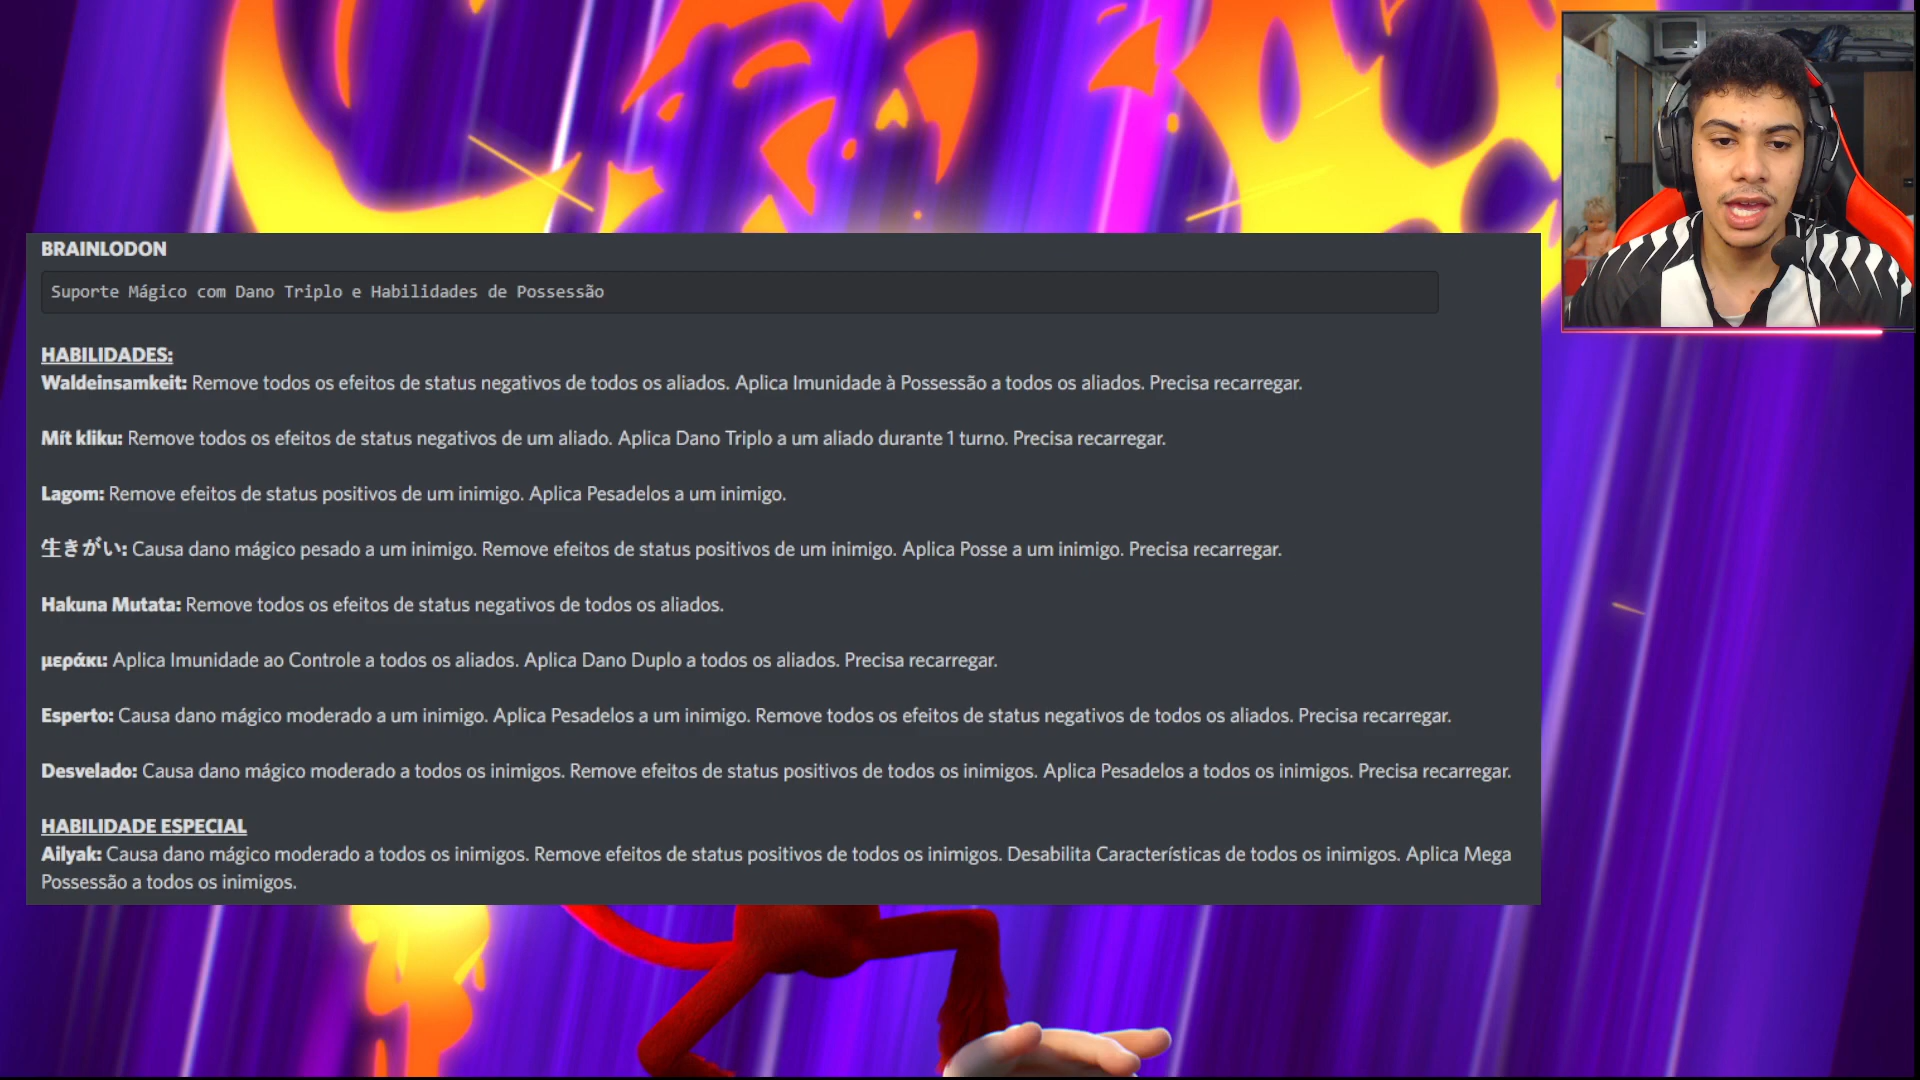 BRAINLODON
Suporte Mágico com Dano Triplo e Habilidades de Possessão
HABILIDADES:
Waldeinsamkeit: Remove todos os efeitos de status negativos de todos os aliados. Aplica Imunidade à Possessão a todos os aliados. Precisa recarregar.
Mít kliku: Remove todos os efeitos de status negativos de um aliado. Aplica Dano Triplo a um aliado durante 1 turno. Precisa recarregar.
Lagom: Remove efeitos de status positivos de um inimigo. Aplica Pesadelos a um inimigo.
生きがい: Causa dano mágico pesado a um inimigo. Remove efeitos de status positivos de um inimigo. Aplica Posse a um inimigo. Precisa recarregar.
Hakuna Mutata: Remove todos os efeitos de status negativos de todos os aliados.
μεράκι: Aplica Imunidade ao Controle a todos os aliados. Aplica Dano Duplo a todos os aliados. Precisa recarregar.
Esperto: Causa dano mágico moderado a um inimigo. Aplica Pesadelos a um inimigo. Remove todos os efeitos de status negativos de todos os aliados. Precisa recarregar.
Desvelado: Causa dano mágico moderado a todos os inimigos. Remove efeitos de status positivos de todos os inimigos. Aplica Pesadelos a todos os inimigos. Precisa recarregar.
HABILIDADE ESPECIAL
Ailyak: Causa dano mágico moderado a todos os inimigos. Remove efeitos de status positivos de todos os inimigos. Desabilita Características de todos os inimigos. Aplica Mega
Possessão a todos os inimigos.